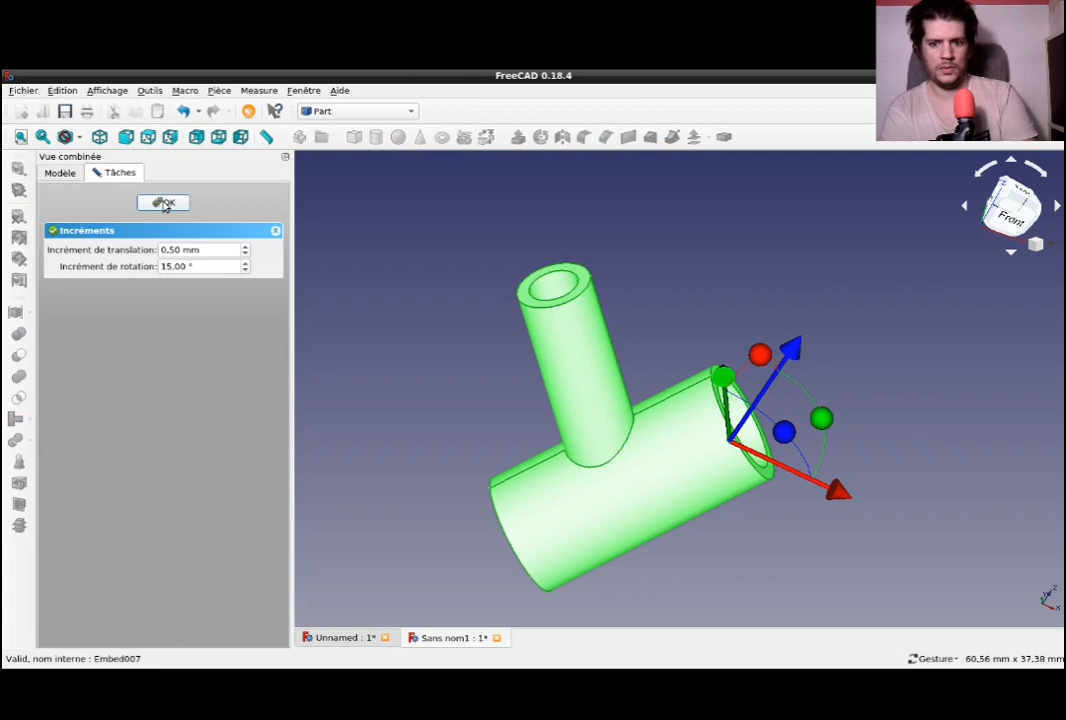 FreeCAD 0.18.4
Fichier Édition Affichage Outils Macro Pièce Measure Fenêtre Aide
Part
Vue combinée
Modèle Tâches
OK
Incréments
Incrément de translation: 0,50 mm
Incrément de rotation: 15.00 °
Front
Z
X
Unnamed : 1* Sans nom1 : 1*
Valid, nom interne : Embed007
Gesture 60,56 mm x 37,38 mm